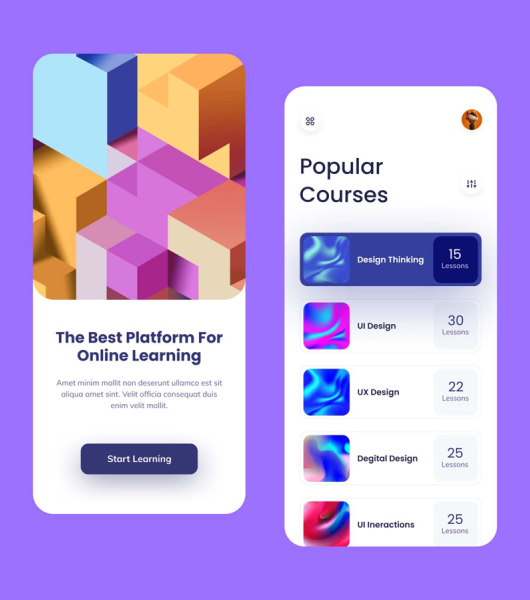 The Best Platform For
Online Learning
Amet minim mollit non deserunt ullamco est sit
aliqua amet sint. Velit officia consequat duis
enim velit mollit.
Start Learning
Popular
Courses
Design Thinking
15
Lessons
UI Design
30
Lessons
UX Design
22
Lessons
Degital Design
25
Lessons
UI Ineractions
25
Lessons